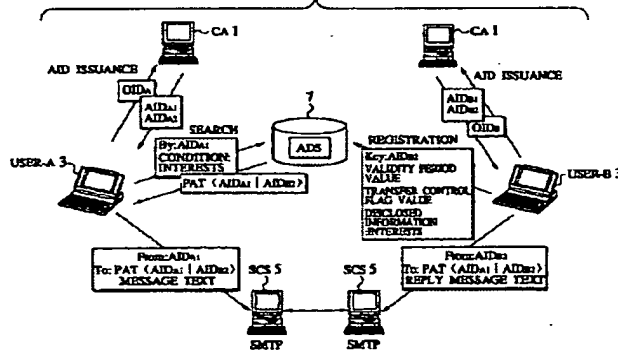 CA 1
CA 1
AID ISSUANCE
AID ISSUANCE
OIDA
AIDA1
AIDA2
AIDB1
AIDB2
OIDB
7
ADS
SEARCH
By:AIDA1
CONDITION:
INTERESTS
PAT <AIDA1 | AIDB2>
REGISTRATION
Key:AIDB2
VALIDITY PERIOD
VALUE
TRANSFER CONTROL
FLAG VALUE
DISCLOSED
INFORMATION
:INTERESTS
USER-A 3
USER-B 3
From:AIDA1
To: PAT <AIDA1 | AIDB2>
MESSAGE TEXT
From:AIDB2
To: PAT <AIDA1 | AIDB2>
REPLY MESSAGE TEXT
SCS 5
SCS 5
SMTP
SMTP